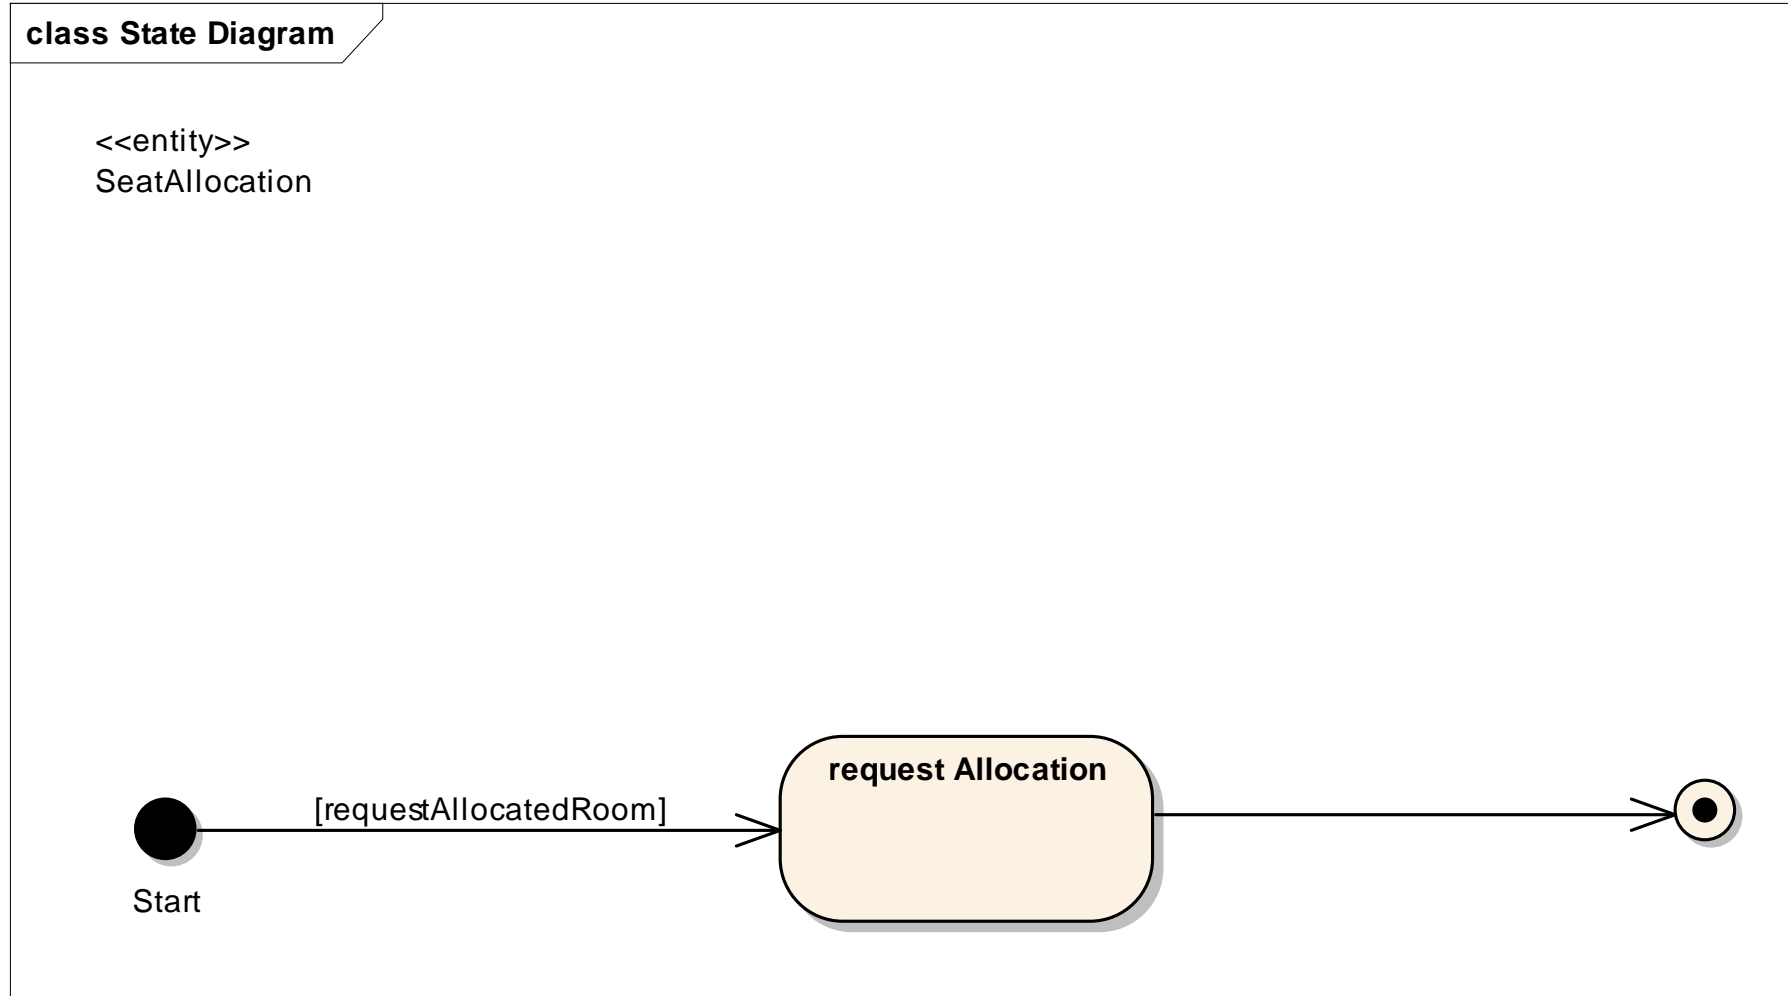 class State Diagram
<<entity>>
SeatAllocation
request Allocation
[requestAllocatedRoom]
Start